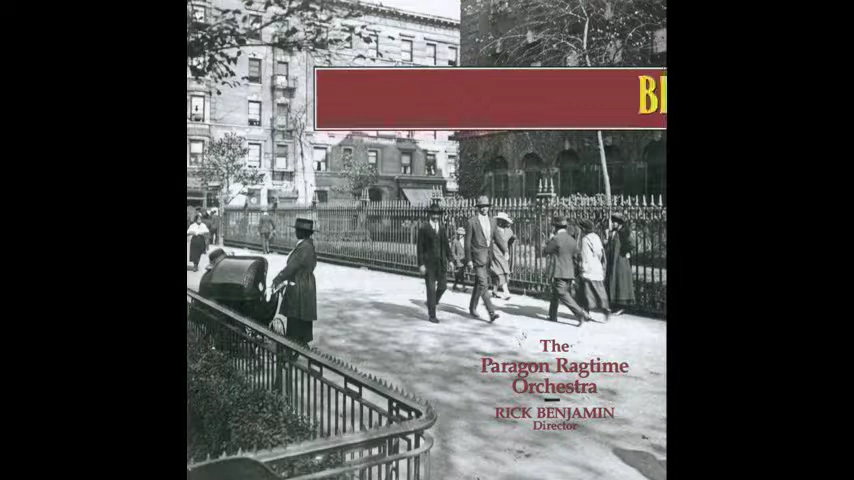 The
Paragon Ragtime
Orchestra
RICK BENJAMIN
Director